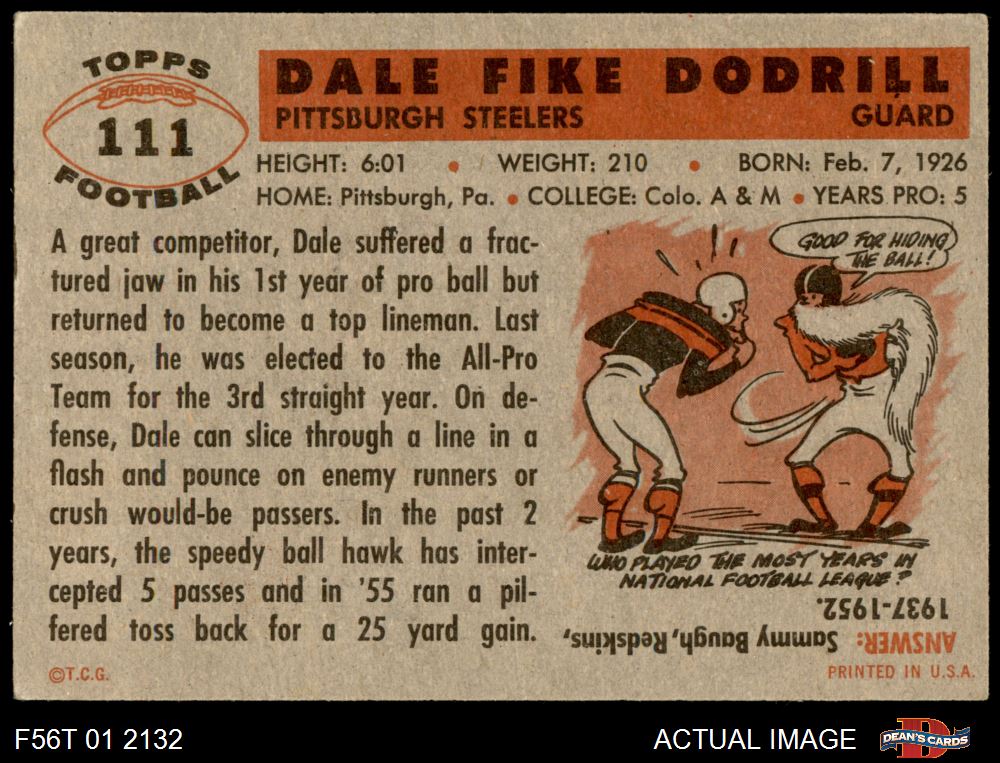 TOPPS
111
FOOTBALL
DALE FIKE DODRILL
PITTSBURGH STEELERS GUARD
HEIGHT: 6:01 • WEIGHT: 210 • BORN: Feb. 7, 1926
HOME: Pittsburgh, Pa. • COLLEGE: Colo. A & M • YEARS PRO: 5
A great competitor, Dale suffered a frac-
tured jaw in his 1st year of pro ball but
returned to become a top lineman. Last
season, he was elected to the All-Pro
Team for the 3rd straight year. On de-
fense, Dale can slice through a line in a
flash and pounce on enemy runners or
crush would-be passers. In the past 2
years, the speedy ball hawk has inter-
cepted 5 passes and in '55 ran a pil-
fered toss back for a 25 yard gain.
GOOD FOR HIDING
THE BALL!
WHO PLAYED THE MOST YEARS IN
NATIONAL FOOTBALL LEAGUE?
ANSWER: Sammy Baugh, Redskins,
1937-1952.
©T.C.G.
PRINTED IN U.S.A.
F56T 01 2132
ACTUAL IMAGE
D
DEAN'S CARDS